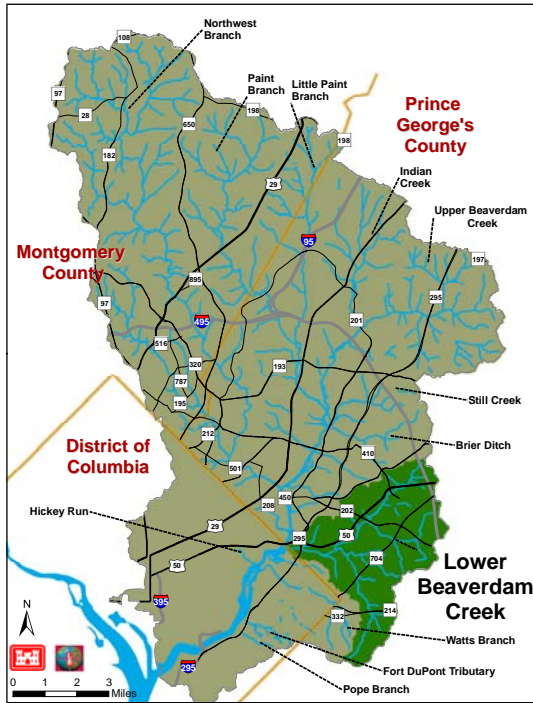 Northwest
Branch
108
Paint
Branch
Little Paint
Branch
97
28
650
198
Prince
George's
County
198
182
29
Indian
Creek
Upper Beaverdam
Creek
Montgomery
County
95
197
895
295
97
495
201
516
320
193
787
195
Still Creek
212
District of
Columbia
501
410
Brier Ditch
450
208
202
Hickey Run
29
295
50
50
704
Lower
Beaverdam
Creek
N
395
332
214
Watts Branch
295
Fort DuPont Tributary
Pope Branch
0 1 2 3
Miles